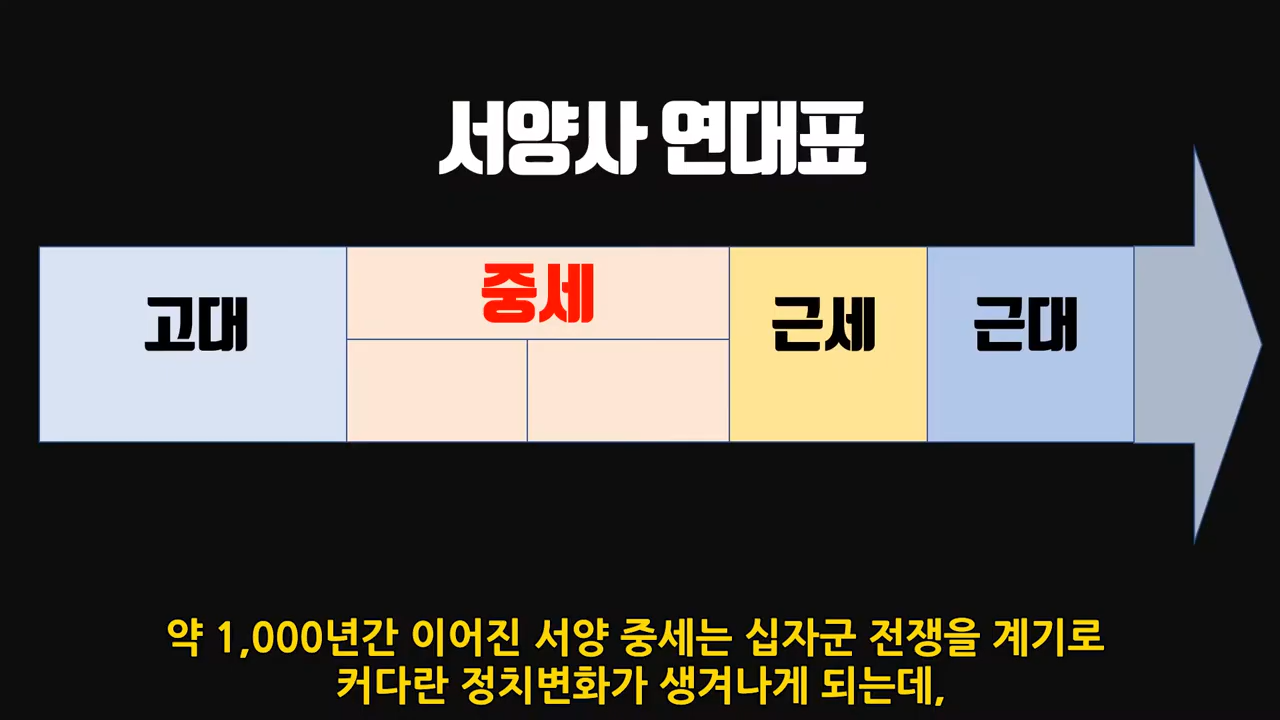 서양사 연대표
고대
중세
근세
근대
약 1,000년간 이어진 서양 중세는 십자군 전쟁을 계기로
커다란 정치변화가 생겨나게 되는데,